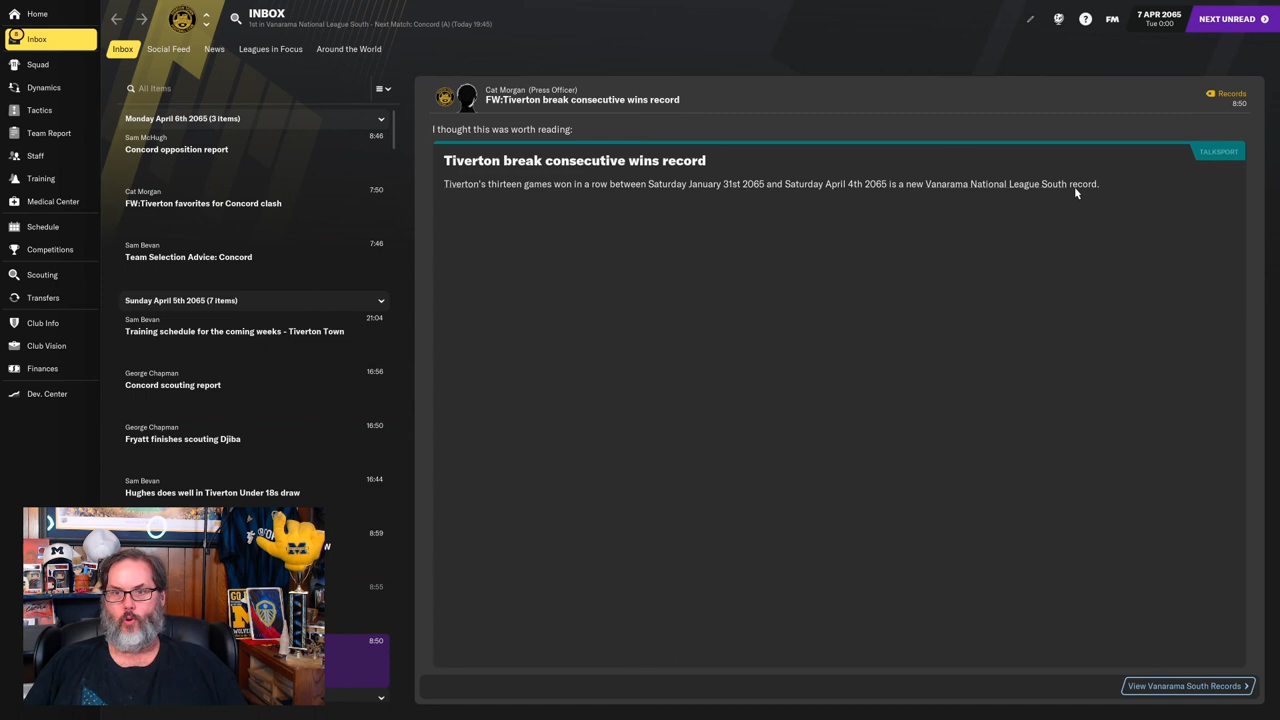 Home
INBOX
1st in Vanarama National League South - Next Match: Concord (A) (Today 19:45)
FM
7 APR 2065
Tue 0:00
NEXT UNREAD
Inbox
Squad
Dynamics
Tactics
Team Report
Staff
Training
Medical Center
Schedule
Competitions
Scouting
Transfers
Club Info
Club Vision
Finances
Dev. Center
Inbox
Social Feed
News
Leagues in Focus
Around the World
All Items
Monday April 6th 2065 (3 items)
Sam McHugh
8:46
Concord opposition report
Cat Morgan
7:50
FW:Tiverton favorites for Concord clash
Sam Bevan
7:46
Team Selection Advice: Concord
Sunday April 5th 2065 (7 items)
Sam Bevan
21:04
Training schedule for the coming weeks - Tiverton Town
George Chapman
16:56
Concord scouting report
George Chapman
16:50
Fryatt finishes scouting Djiba
Sam Bevan
16:44
Hughes does well in Tiverton Under 18s draw
8:59
8:55
8:50
Cat Morgan (Press Officer)
FW:Tiverton break consecutive wins record
Records
8:50
I thought this was worth reading:
TALKSPORT
Tiverton break consecutive wins record
Tiverton's thirteen games won in a row between Saturday January 31st 2065 and Saturday April 4th 2065 is a new Vanarama National League South record.
View Vanarama South Records
M
M
GO
WOLVES